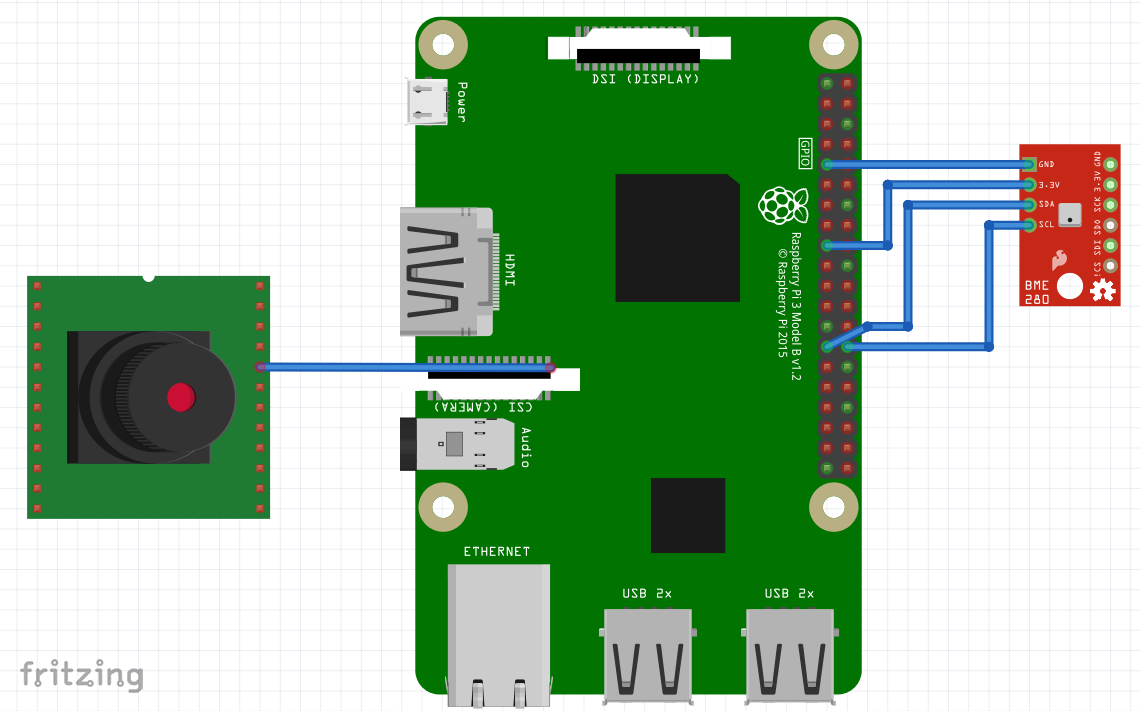 DSI (DISPLAY)
Power
GPIO
HDMI
Raspberry Pi 3 Model B v1.2
© Raspberry Pi 2015
CSI (CAMERA)
Audio
ETHERNET
USB 2x
USB 2x
GND
3.3V
SDA
SCL
GND
3.3V
SCK
SDO
SDI
BME
280
fritzing